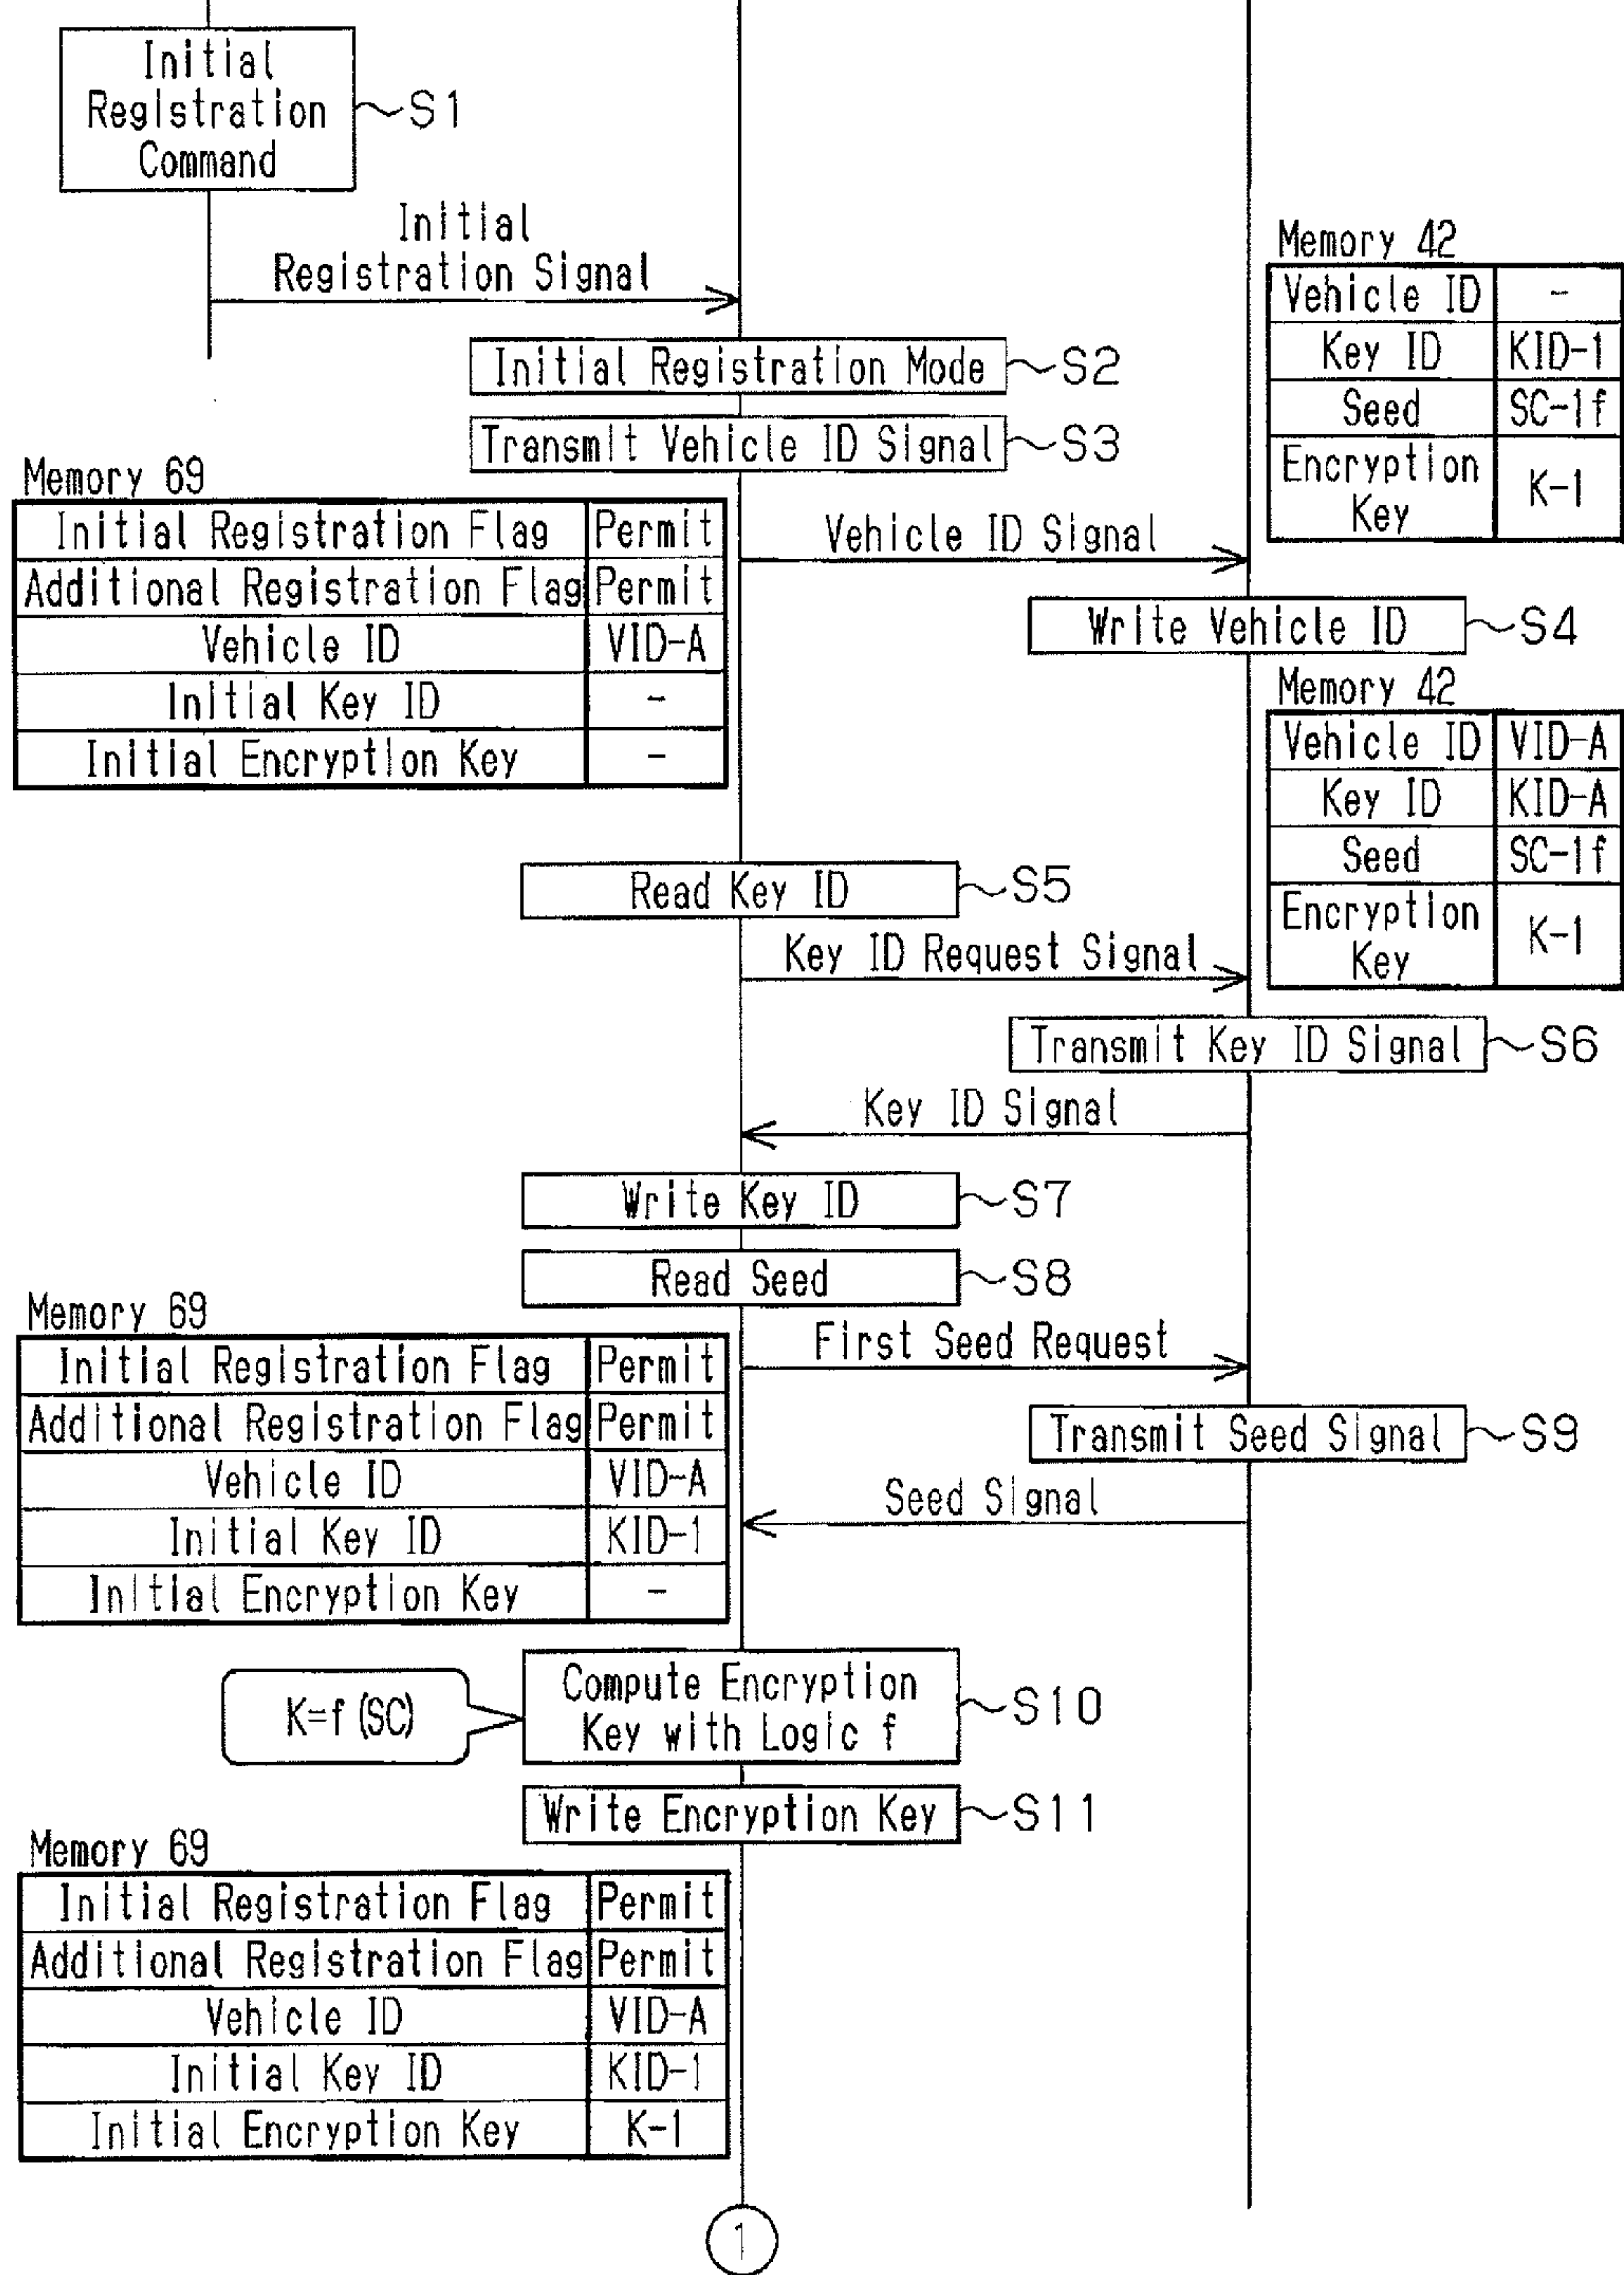 Initial
Registration
Command
S1
Initial
Registration Signal
Memory 42
Vehicle ID -
Key ID KID-1
Seed SC-1f
Encryption
Key K-1
Initial Registration Mode S2
Transmit Vehicle ID Signal S3
Memory 69
Initial Registration Flag Permit
Additional Registration Flag Permit
Vehicle ID VID-A
Initial Key ID -
Initial Encryption Key -
Vehicle ID Signal
Write Vehicle ID S4
Memory 42
Vehicle ID VID-A
Key ID KID-A
Seed SC-1f
Encryption
Key K-1
Read Key ID S5
Key ID Request Signal
Transmit Key ID Signal S6
Key ID Signal
Write Key ID S7
Read Seed S8
Memory 69
Initial Registration Flag Permit
Additional Registration Flag Permit
Vehicle ID VID-A
Initial Key ID KID-1
Initial Encryption Key -
First Seed Request
Transmit Seed Signal S9
Seed Signal
K=f(SC)
Compute Encryption
Key with Logic f
S10
Write Encryption Key S11
Memory 69
Initial Registration Flag Permit
Additional Registration Flag Permit
Vehicle ID VID-A
Initial Key ID KID-1
Initial Encryption Key K-1
1